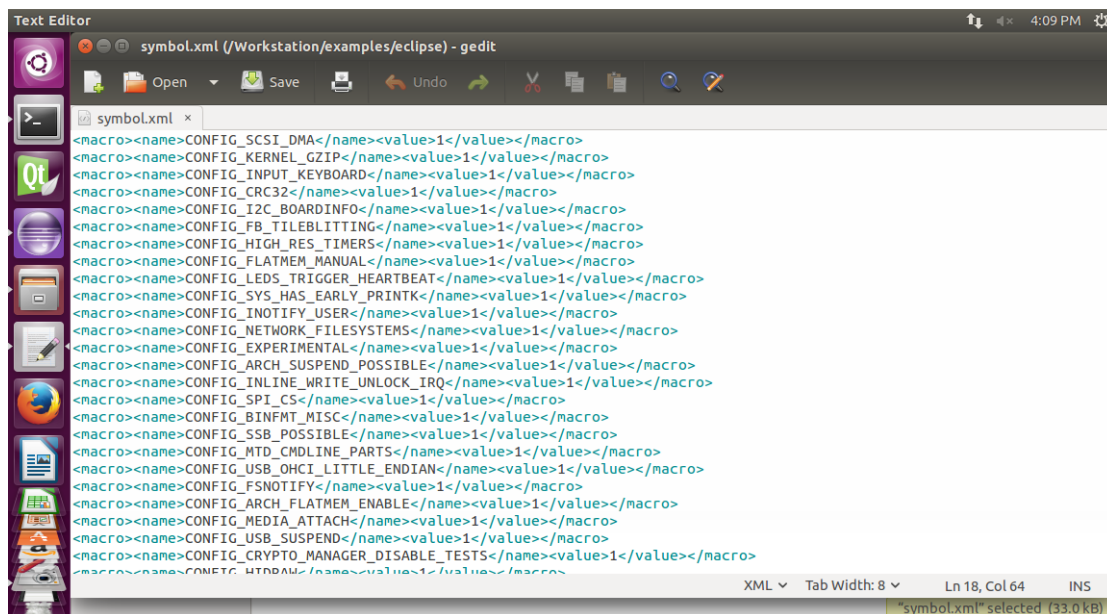 Text Editor 4:09 PM
symbol.xml (/Workstation/examples/eclipse) - gedit
Open Save Undo
symbol.xml ×
<macro><name>CONFIG_SCSI_DMA</name><value>1</value></macro>
<macro><name>CONFIG_KERNEL_GZIP</name><value>1</value></macro>
<macro><name>CONFIG_INPUT_KEYBOARD</name><value>1</value></macro>
<macro><name>CONFIG_CRC32</name><value>1</value></macro>
<macro><name>CONFIG_I2C_BOARDINFO</name><value>1</value></macro>
<macro><name>CONFIG_FB_TILEBLITTING</name><value>1</value></macro>
<macro><name>CONFIG_HIGH_RES_TIMERS</name><value>1</value></macro>
<macro><name>CONFIG_FLATMEM_MANUAL</name><value>1</value></macro>
<macro><name>CONFIG_LEDS_TRIGGER_HEARTBEAT</name><value>1</value></macro>
<macro><name>CONFIG_SYS_HAS_EARLY_PRINTK</name><value>1</value></macro>
<macro><name>CONFIG_INOTIFY_USER</name><value>1</value></macro>
<macro><name>CONFIG_NETWORK_FILESYSTEMS</name><value>1</value></macro>
<macro><name>CONFIG_EXPERIMENTAL</name><value>1</value></macro>
<macro><name>CONFIG_ARCH_SUSPEND_POSSIBLE</name><value>1</value></macro>
<macro><name>CONFIG_INLINE_WRITE_UNLOCK_IRQ</name><value>1</value></macro>
<macro><name>CONFIG_SPI_CS</name><value>1</value></macro>
<macro><name>CONFIG_BINFMT_MISC</name><value>1</value></macro>
<macro><name>CONFIG_SSB_POSSIBLE</name><value>1</value></macro>
<macro><name>CONFIG_MTD_CMDLINE_PARTS</name><value>1</value></macro>
<macro><name>CONFIG_USB_OHCI_LITTLE_ENDIAN</name><value>1</value></macro>
<macro><name>CONFIG_FSNOTIFY</name><value>1</value></macro>
<macro><name>CONFIG_ARCH_FLATMEM_ENABLE</name><value>1</value></macro>
<macro><name>CONFIG_MEDIA_ATTACH</name><value>1</value></macro>
<macro><name>CONFIG_USB_SUSPEND</name><value>1</value></macro>
<macro><name>CONFIG_CRYPTO_MANAGER_DISABLE_TESTS</name><value>1</value></macro>
<macro><name>CONFIG_HIDRAW</name><value>1</value></macro>
XML Tab Width: 8 Ln 18, Col 64 INS
"symbol.xml" selected (33.0 kB)